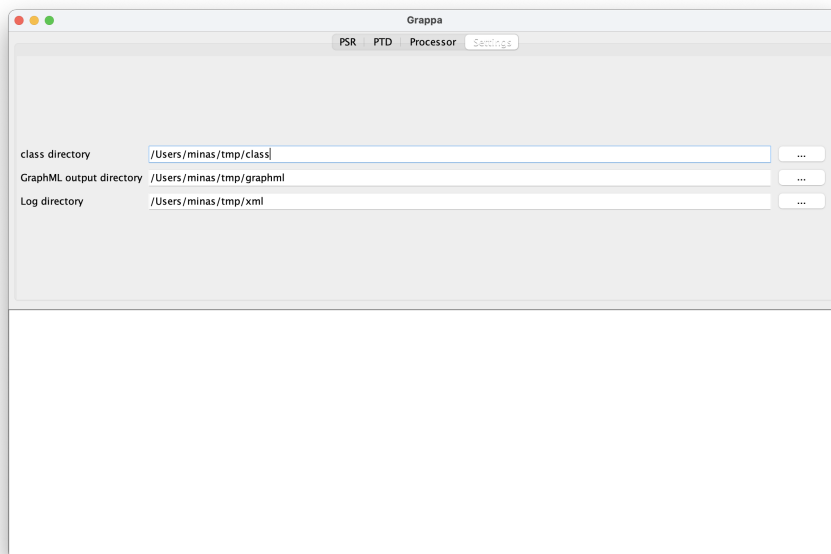 Grappa
PSR PTD Processor Settings
class directory /Users/minas/tmp/class ...
GraphML output directory /Users/minas/tmp/graphml ...
Log directory /Users/minas/tmp/xml ...